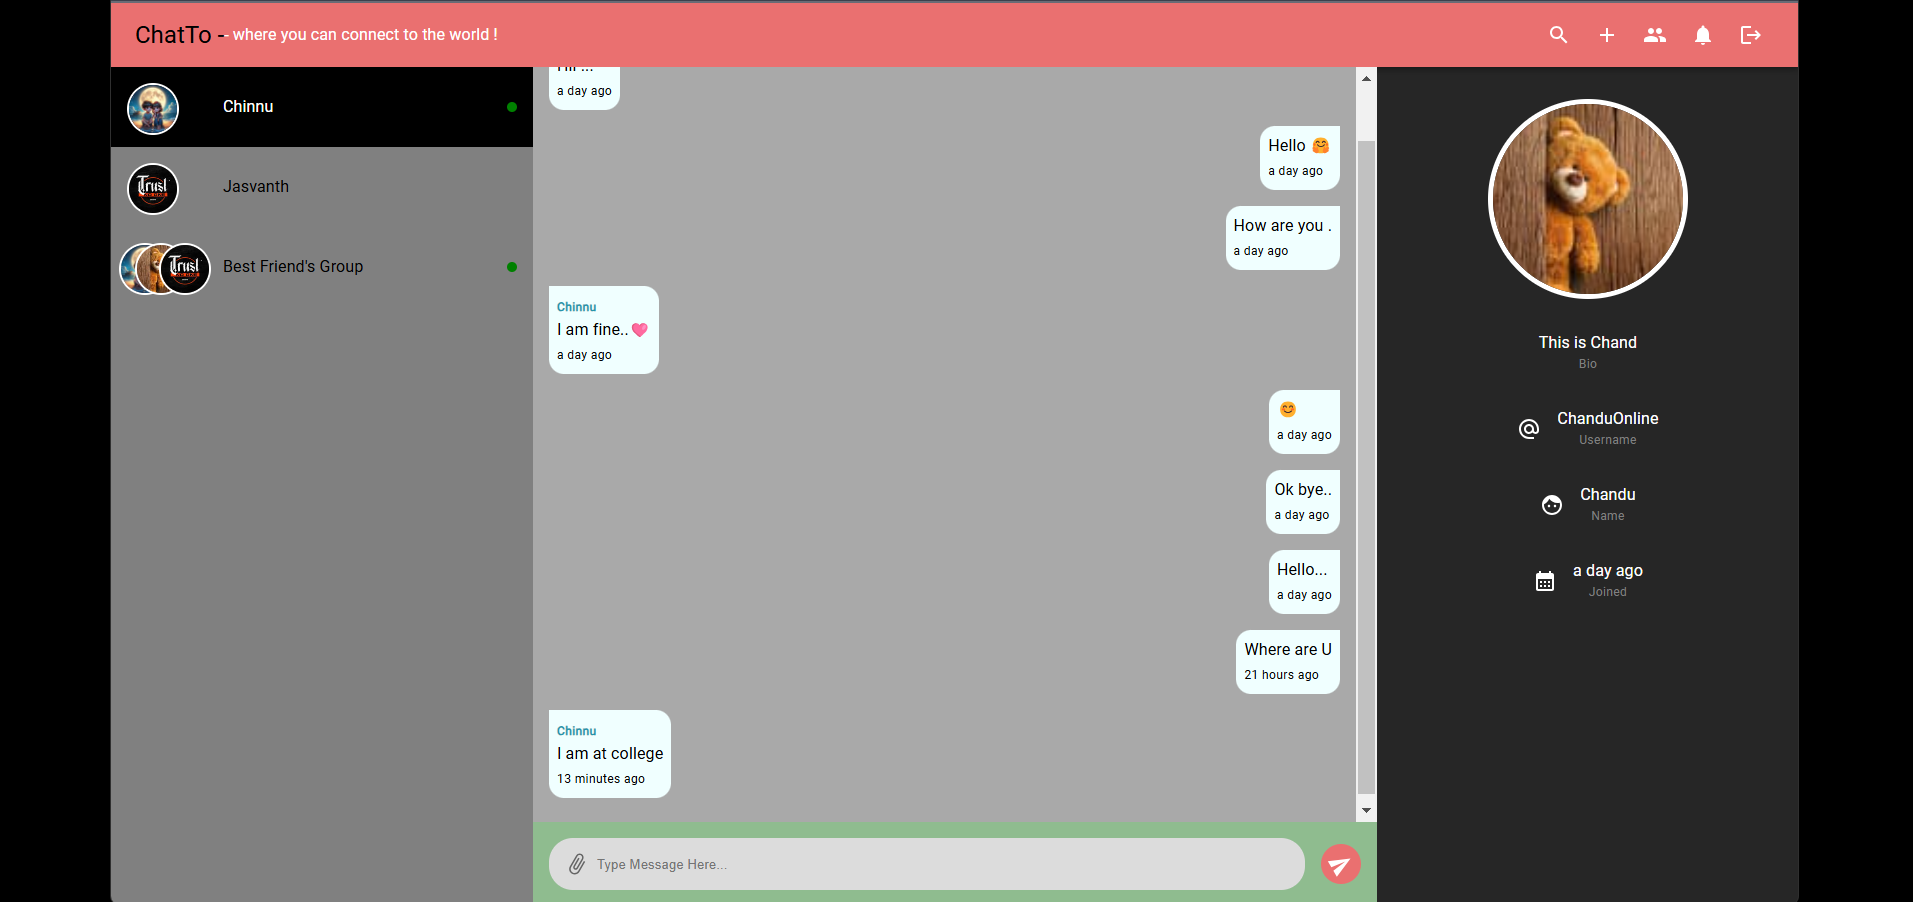 ChatTo -- where you can connect to the world !
Chinnu
Jasvanth
Trust
Best Friend's Group
Trust
a day ago
Hello 🤗
a day ago
How are you .
a day ago
Chinnu
I am fine..💗
a day ago
😊
a day ago
Ok bye..
a day ago
Hello...
a day ago
Where are U
21 hours ago
Chinnu
I am at college
13 minutes ago
Type Message Here...
This is Chand
Bio
ChanduOnline
Username
Chandu
Name
a day ago
Joined